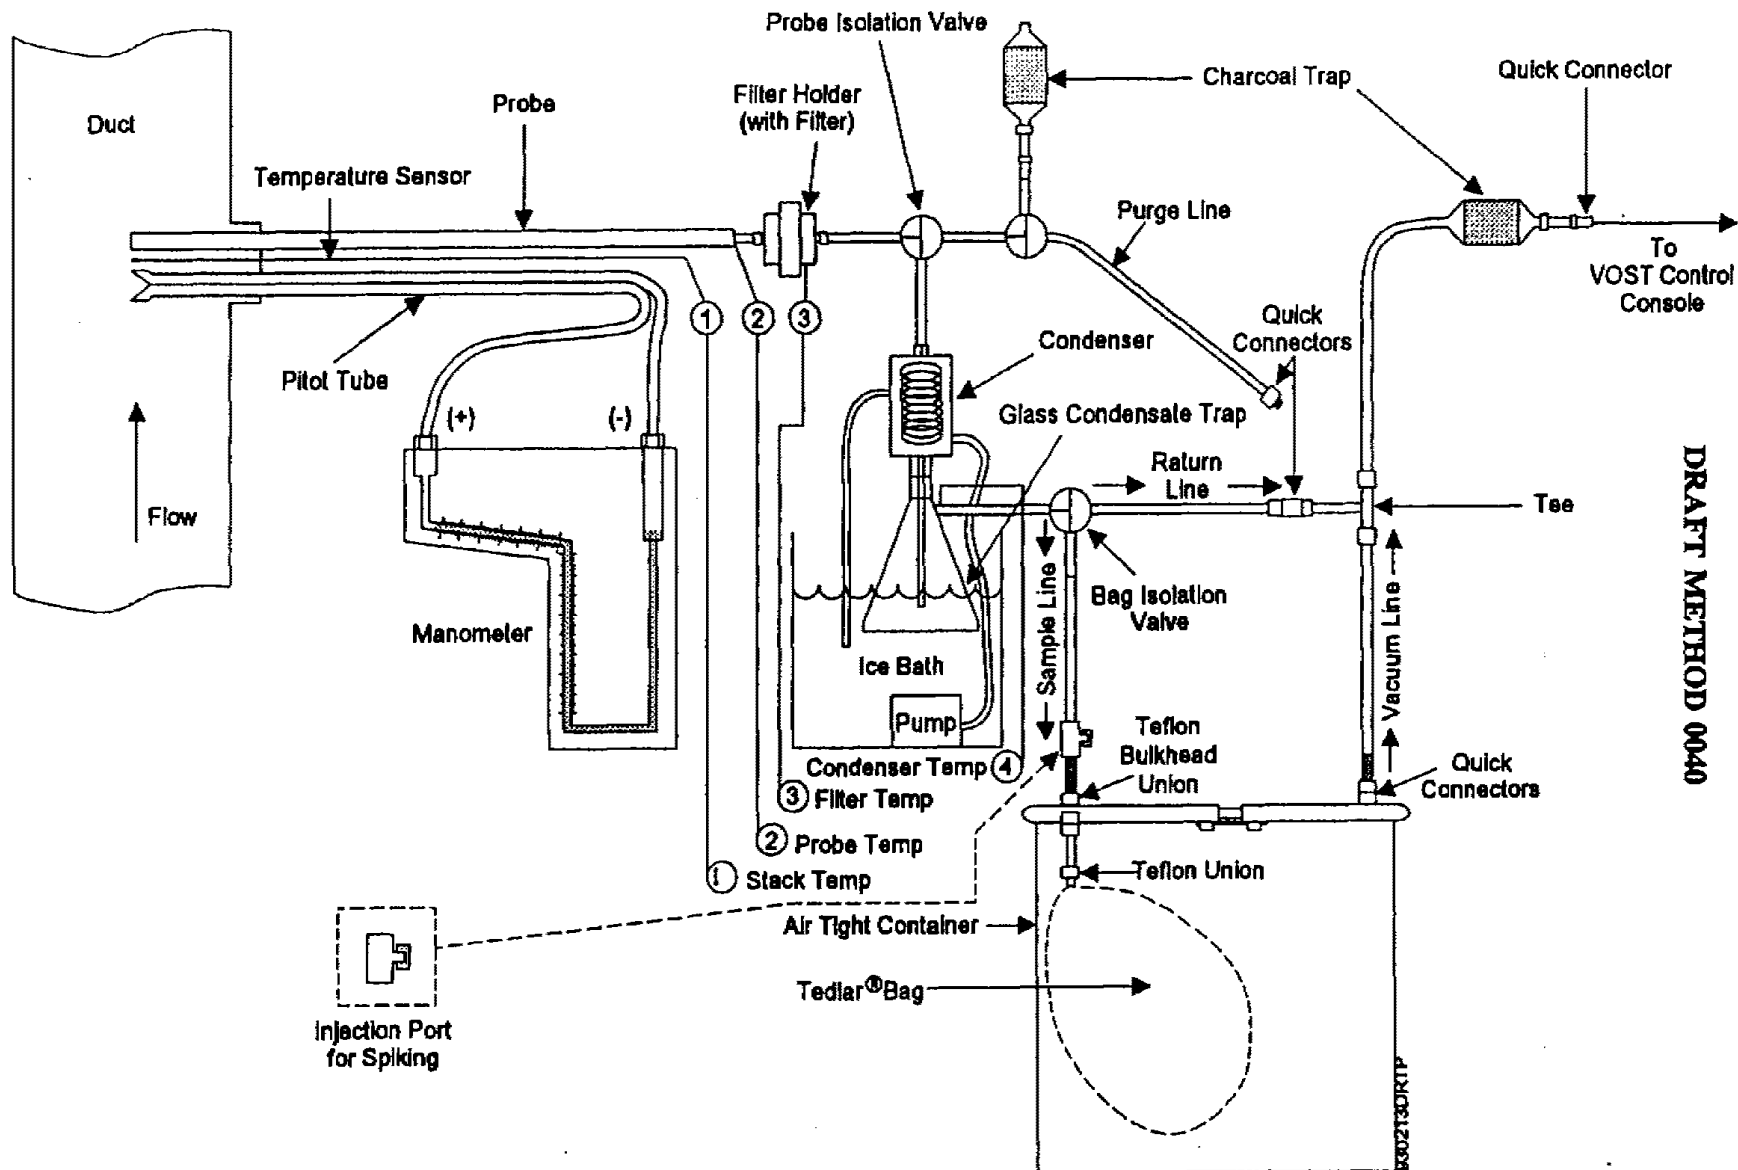 Probe Isolation Valve
Charcoal Trap
Quick Connector
Filter Holder
(with Filter)
Probe
Duct
Temperature Sensor
Purge Line
To
VOST Control
Console
1
2
3
Quick
Connectors
Condenser
Pitot Tube
(+)
(-)
Glass Condensate Trap
Raturn
Line
Tee
Flow
DRAFT METHOD 0040
Sample Line
Bag Isolation
Valve
Vacuum Line
Manometer
Ice Bath
Pump
Teflon
Bulkhead
Union
Condenser Temp 4
Quick
Connectors
3 Filter Temp
2 Probe Temp
1 Stack Temp
Teflon Union
Air Tight Container
Tedlar®Bag
Injection Port
for Spiking
930213DRTP